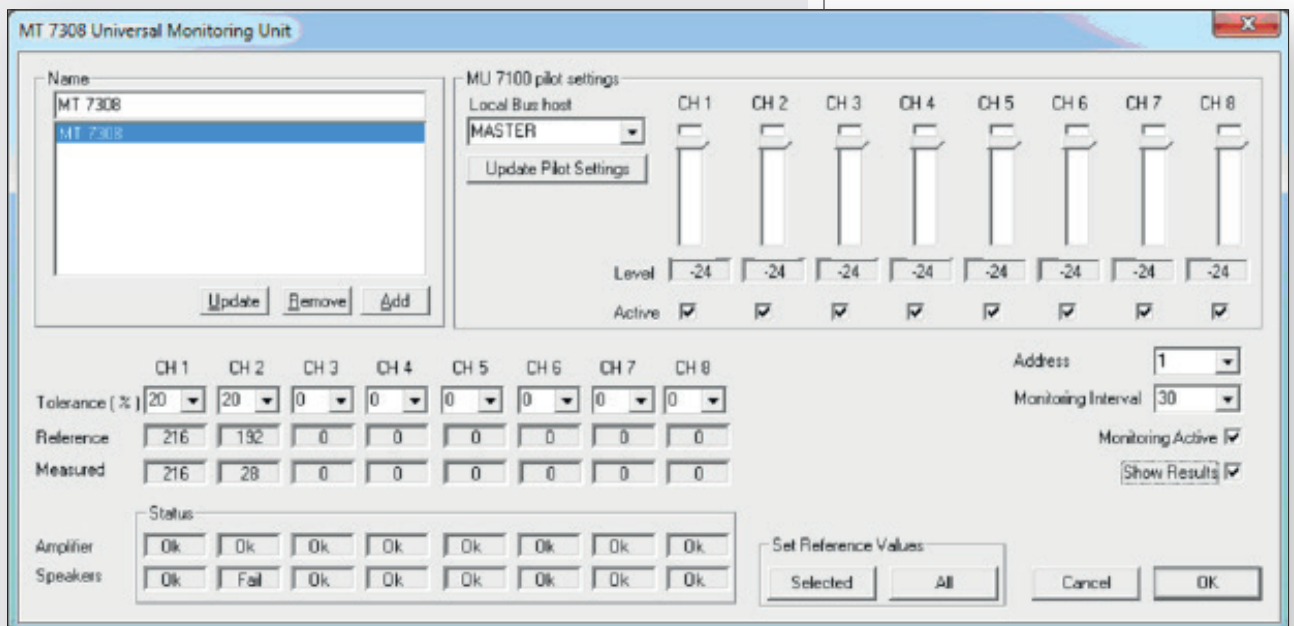 MT 7308 Universal Monitoring Unit
Name
MT 7308
MT 7308
Update Remove Add
MU 7100 pilot settings
Local Bus host
MASTER
Update Pilot Settings
CH 1 CH 2 CH 3 CH 4 CH 5 CH 6 CH 7 CH 8
Level -24 -24 -24 -24 -24 -24 -24 -24
Active
CH 1 CH 2 CH 3 CH 4 CH 5 CH 6 CH 7 CH 8
Tolerance ( % ) 20 20 0 0 0 0 0 0
Reference 216 192 0 0 0 0 0 0
Measured 216 28 0 0 0 0 0 0
Address 1
Monitoring Interval 30
Monitoring Active
Show Results
Status
Amplifier Ok Ok Ok Ok Ok Ok Ok Ok
Speakers Ok Fail Ok Ok Ok Ok Ok Ok
Set Reference Values
Selected All
Cancel OK